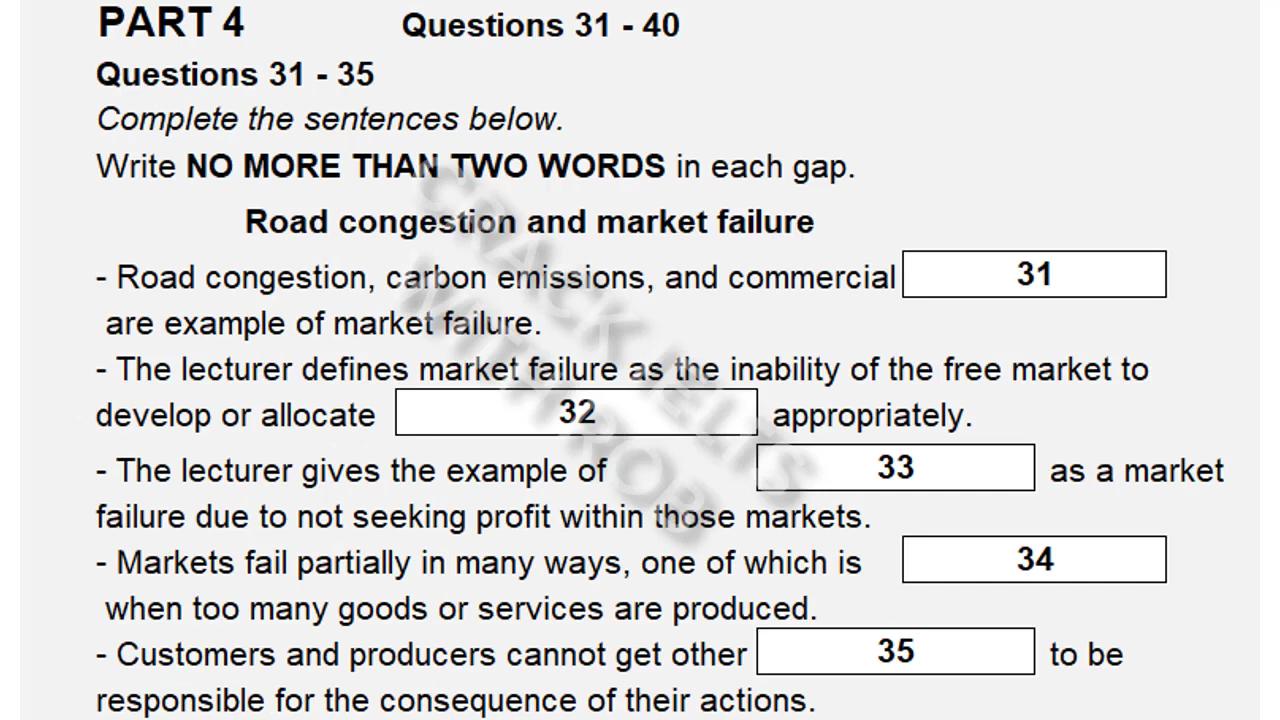 PART 4 Questions 31 - 40
Questions 31 - 35
Complete the sentences below.
Write NO MORE THAN TWO WORDS in each gap.
Road congestion and market failure
- Road congestion, carbon emissions, and commercial 31
are example of market failure.
- The lecturer defines market failure as the inability of the free market to
develop or allocate 32 appropriately.
- The lecturer gives the example of 33 as a market
failure due to not seeking profit within those markets.
- Markets fail partially in many ways, one of which is 34
when too many goods or services are produced.
- Customers and producers cannot get other 35 to be
responsible for the consequence of their actions.
CRACK IELTS
WITH ROB